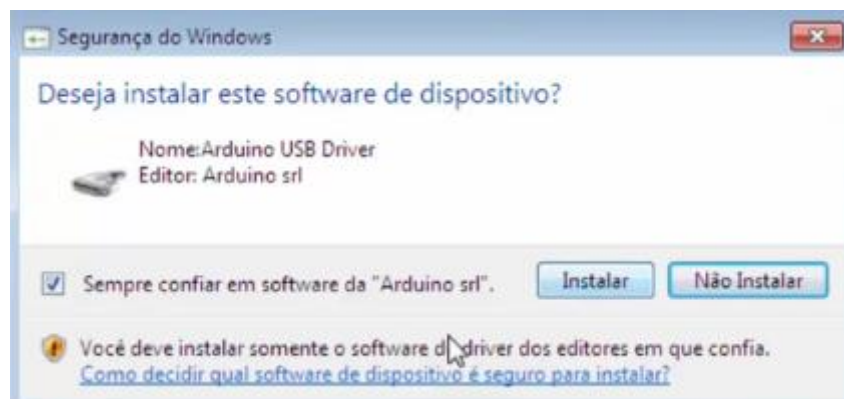 Segurança do Windows
Deseja instalar este software de dispositivo?
Nome:Arduino USB Driver
Editor: Arduino srl
Sempre confiar em software da "Arduino srl".
Instalar
Não Instalar
Você deve instalar somente o software d driver dos editores em que confia.
Como decidir qual software de dispositivo é seguro para instalar?